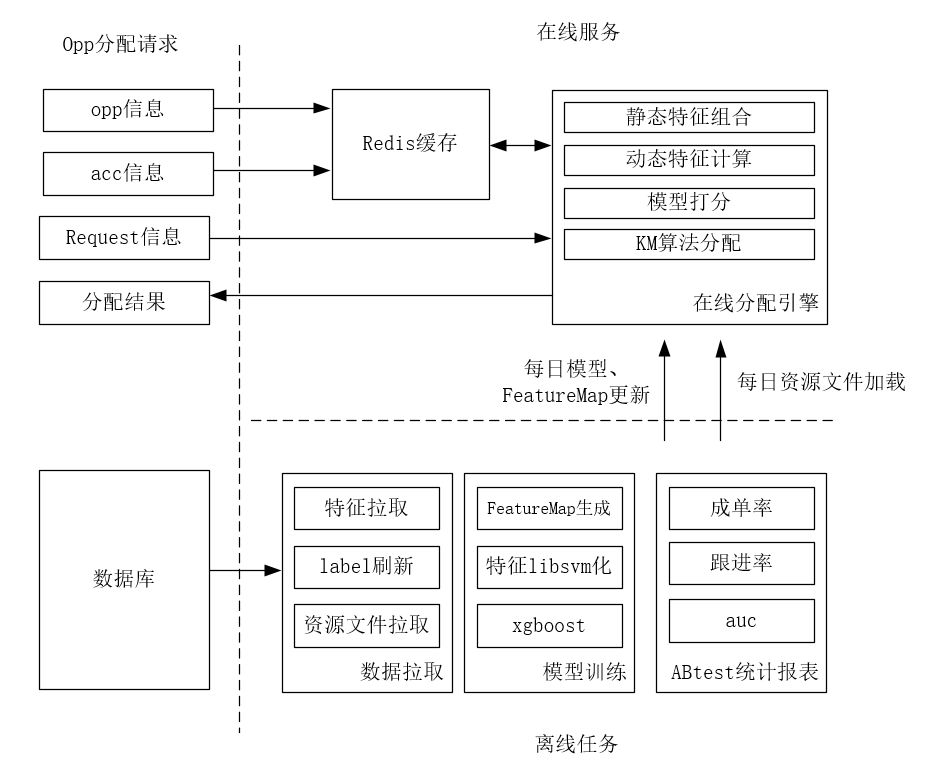 Opp分配请求
在线服务
opp信息
acc信息
Request信息
分配结果
Redis缓存
静态特征组合
动态特征计算
模型打分
KM算法分配
在线分配引擎
每日模型、
FeatureMap更新
每日资源文件加载
数据库
特征拉取
label刷新
资源文件拉取
数据拉取
FeatureMap生成
特征libsvm化
xgboost
模型训练
成单率
跟进率
auc
ABtest统计报表
离线任务